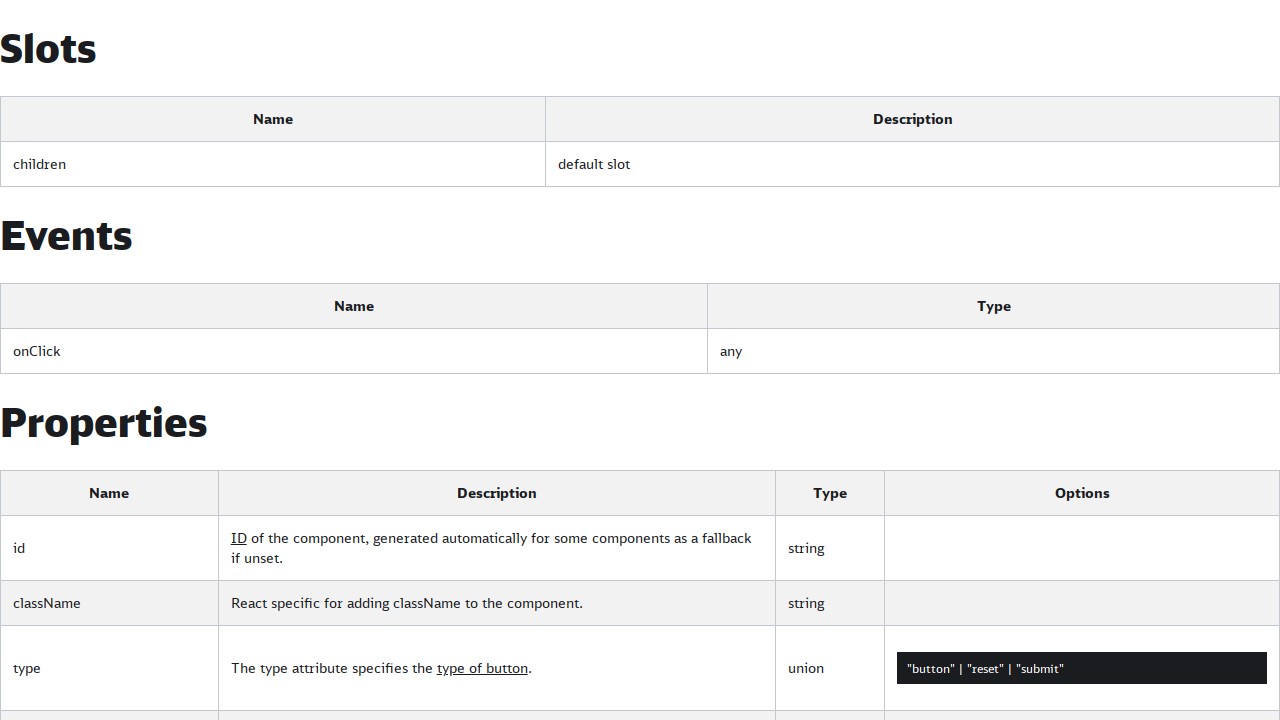 Slots
Name Description
children default slot
Events
Name Type
onClick any
Properties
Name Description Type Options
id ID of the component, generated automatically for some components as a fallback if unset. string
className React specific for adding className to the component. string
type The type attribute specifies the type of button. union "button" | "reset" | "submit"